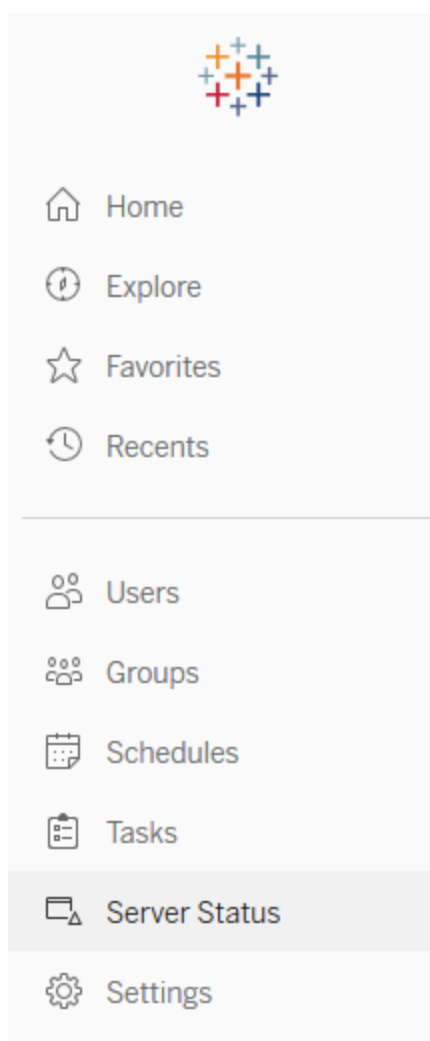 Home
Explore
Favorites
Recents
Users
Groups
Schedules
Tasks
Server Status
Settings